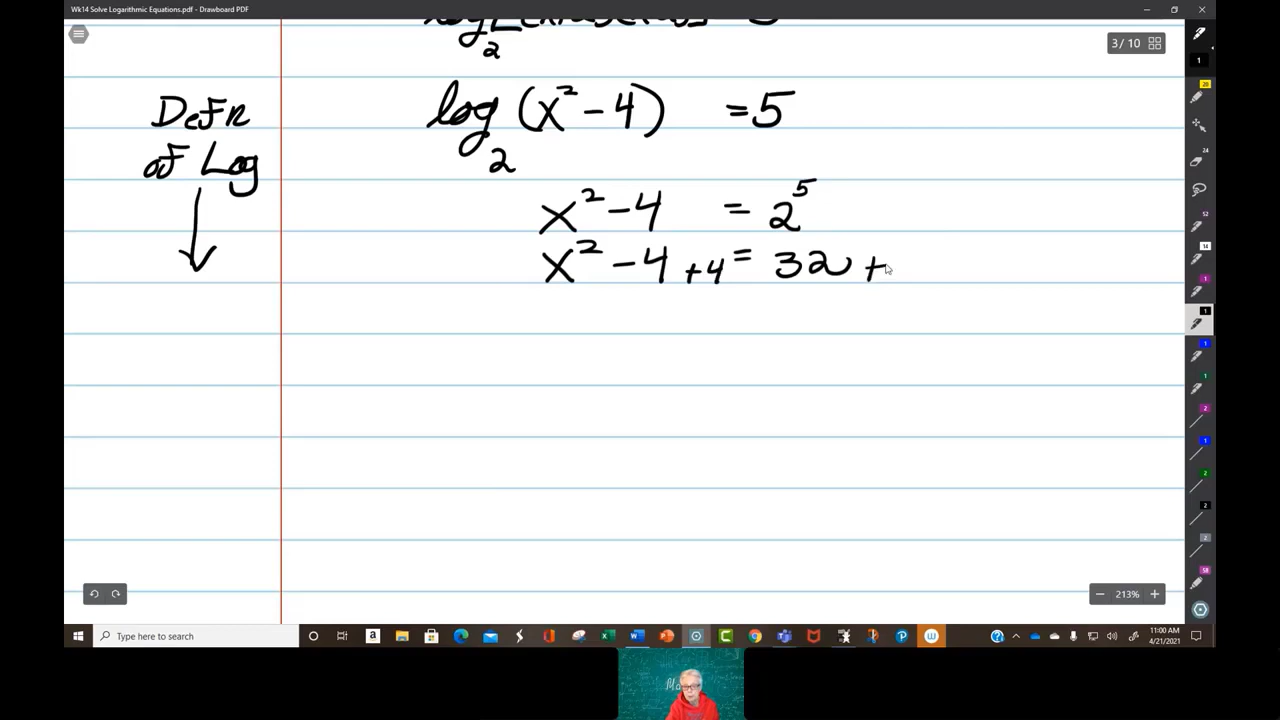 Wk14 Solve Logarithmic Equations.pdf - Drawboard PDF
3 / 10
2
log₂ (x² - 4) = 5
Defn
of Log
x² - 4 = 2⁵
x² - 4 + 4 = 32 +
213%
Type here to search
11:00 AM
4/21/2021